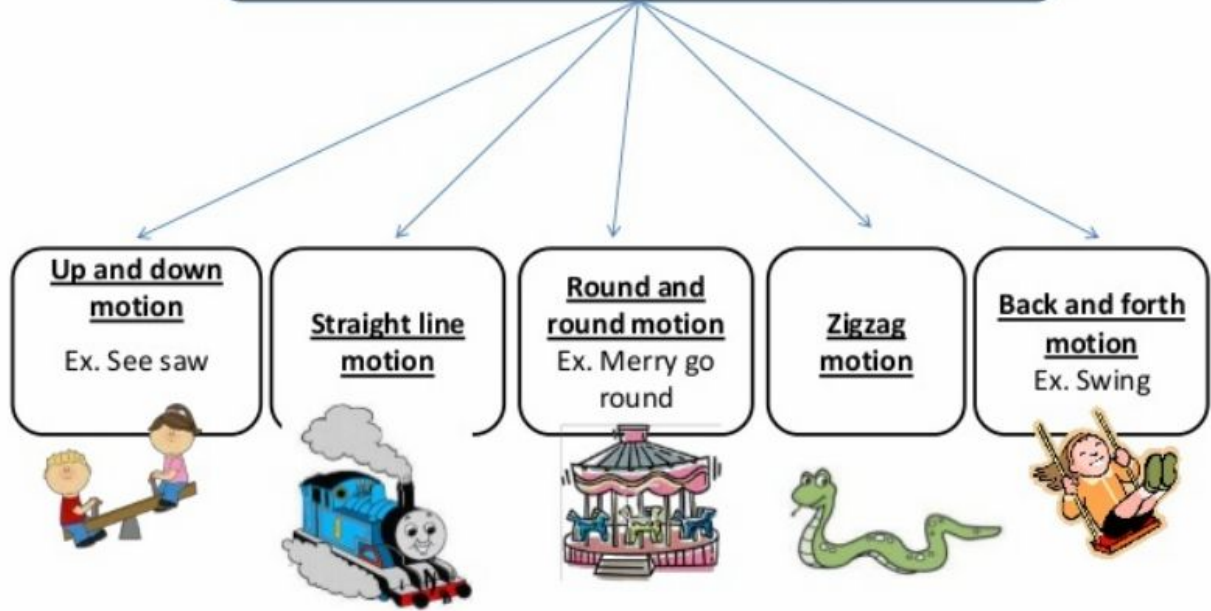 Up and down
motion
Ex. See saw
Straight line
motion
Round and
round motion
Ex. Merry go
round
Zigzag
motion
Back and forth
motion
Ex. Swing
1